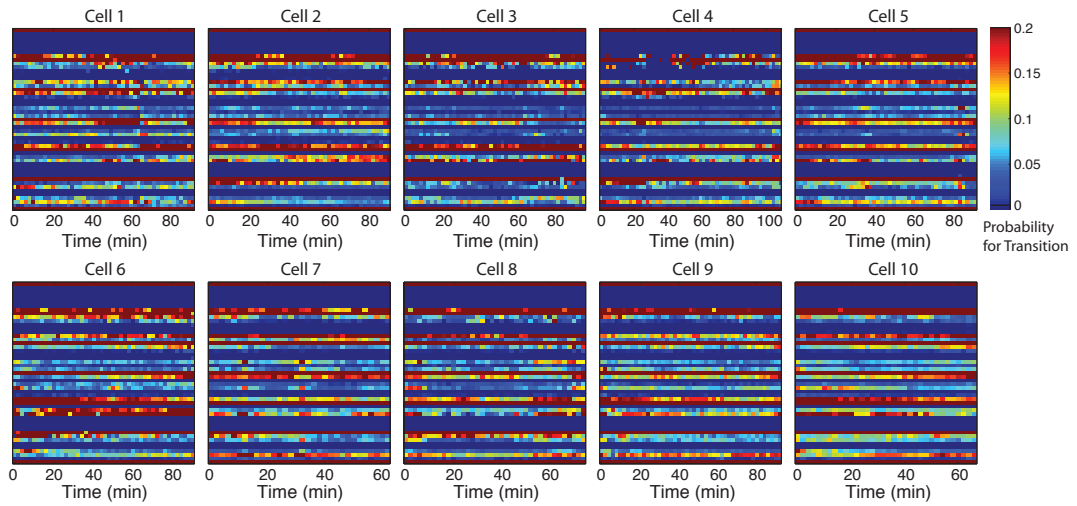 Cell 1 Cell 2 Cell 3 Cell 4 Cell 5
0.2
0.15
0.1
0.05
0
0 20 40 60 80 0 20 40 60 80 0 20 40 60 80 0 20 40 60 80 100 0 20 40 60 80
Time (min) Time (min) Time (min) Time (min) Time (min)
Probability
for Transition
Cell 6 Cell 7 Cell 8 Cell 9 Cell 10
0 20 40 60 80 0 20 40 60 0 20 40 60 0 20 40 60 80 0 20 40 60
Time (min) Time (min) Time (min) Time (min) Time (min)